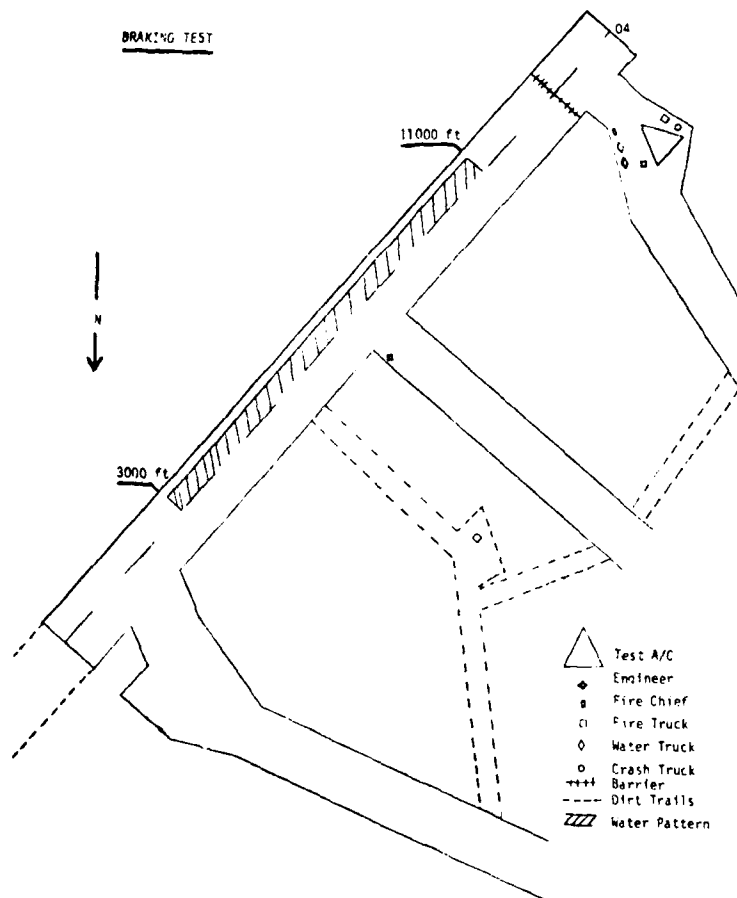 BRAKING TEST
04
11000 ft
N
3000 ft
Test A/C
Engineer
Fire Chief
Fire Truck
Water Truck
Crash Truck
Barrier
Dirt Trails
Water Pattern